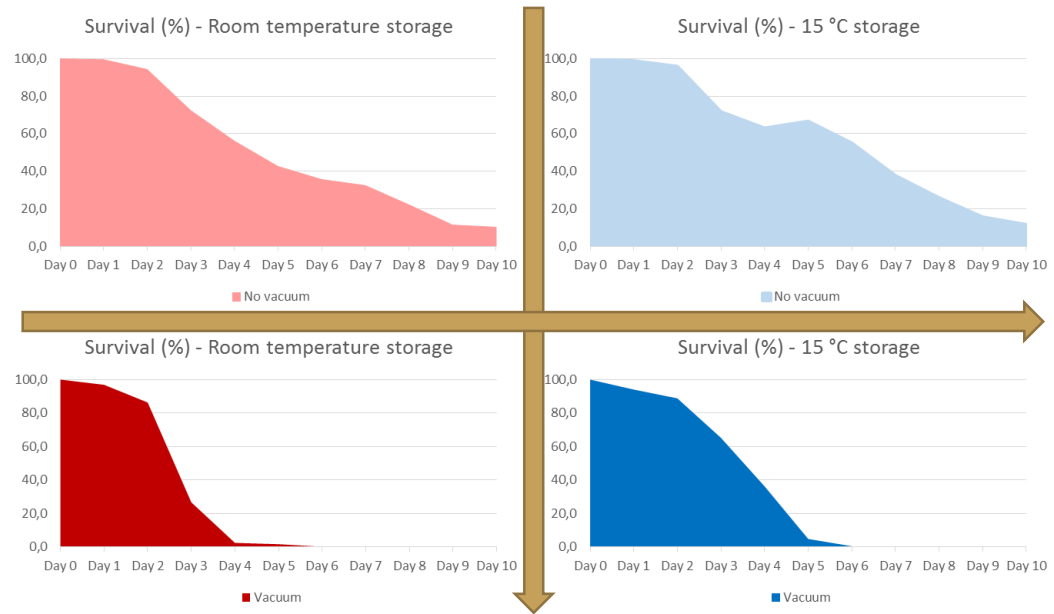 Survival (%) - Room temperature storage
100,0
80,0
60,0
40,0
20,0
0,0
Day 0 Day 1 Day 2 Day 3 Day 4 Day 5 Day 6 Day 7 Day 8 Day 9 Day 10
No vacuum
Survival (%) - 15 °C storage
100,0
80,0
60,0
40,0
20,0
0,0
Day 0 Day 1 Day 2 Day 3 Day 4 Day 5 Day 6 Day 7 Day 8 Day 9 Day 10
No vacuum
Survival (%) - Room temperature storage
100,0
80,0
60,0
40,0
20,0
0,0
Day 0 Day 1 Day 2 Day 3 Day 4 Day 5 Day 6 Day 7 Day 8 Day 9 Day 10
Vacuum
Survival (%) - 15 °C storage
100,0
80,0
60,0
40,0
20,0
0,0
Day 0 Day 1 Day 2 Day 3 Day 4 Day 5 Day 6 Day 7 Day 8 Day 9 Day 10
Vacuum